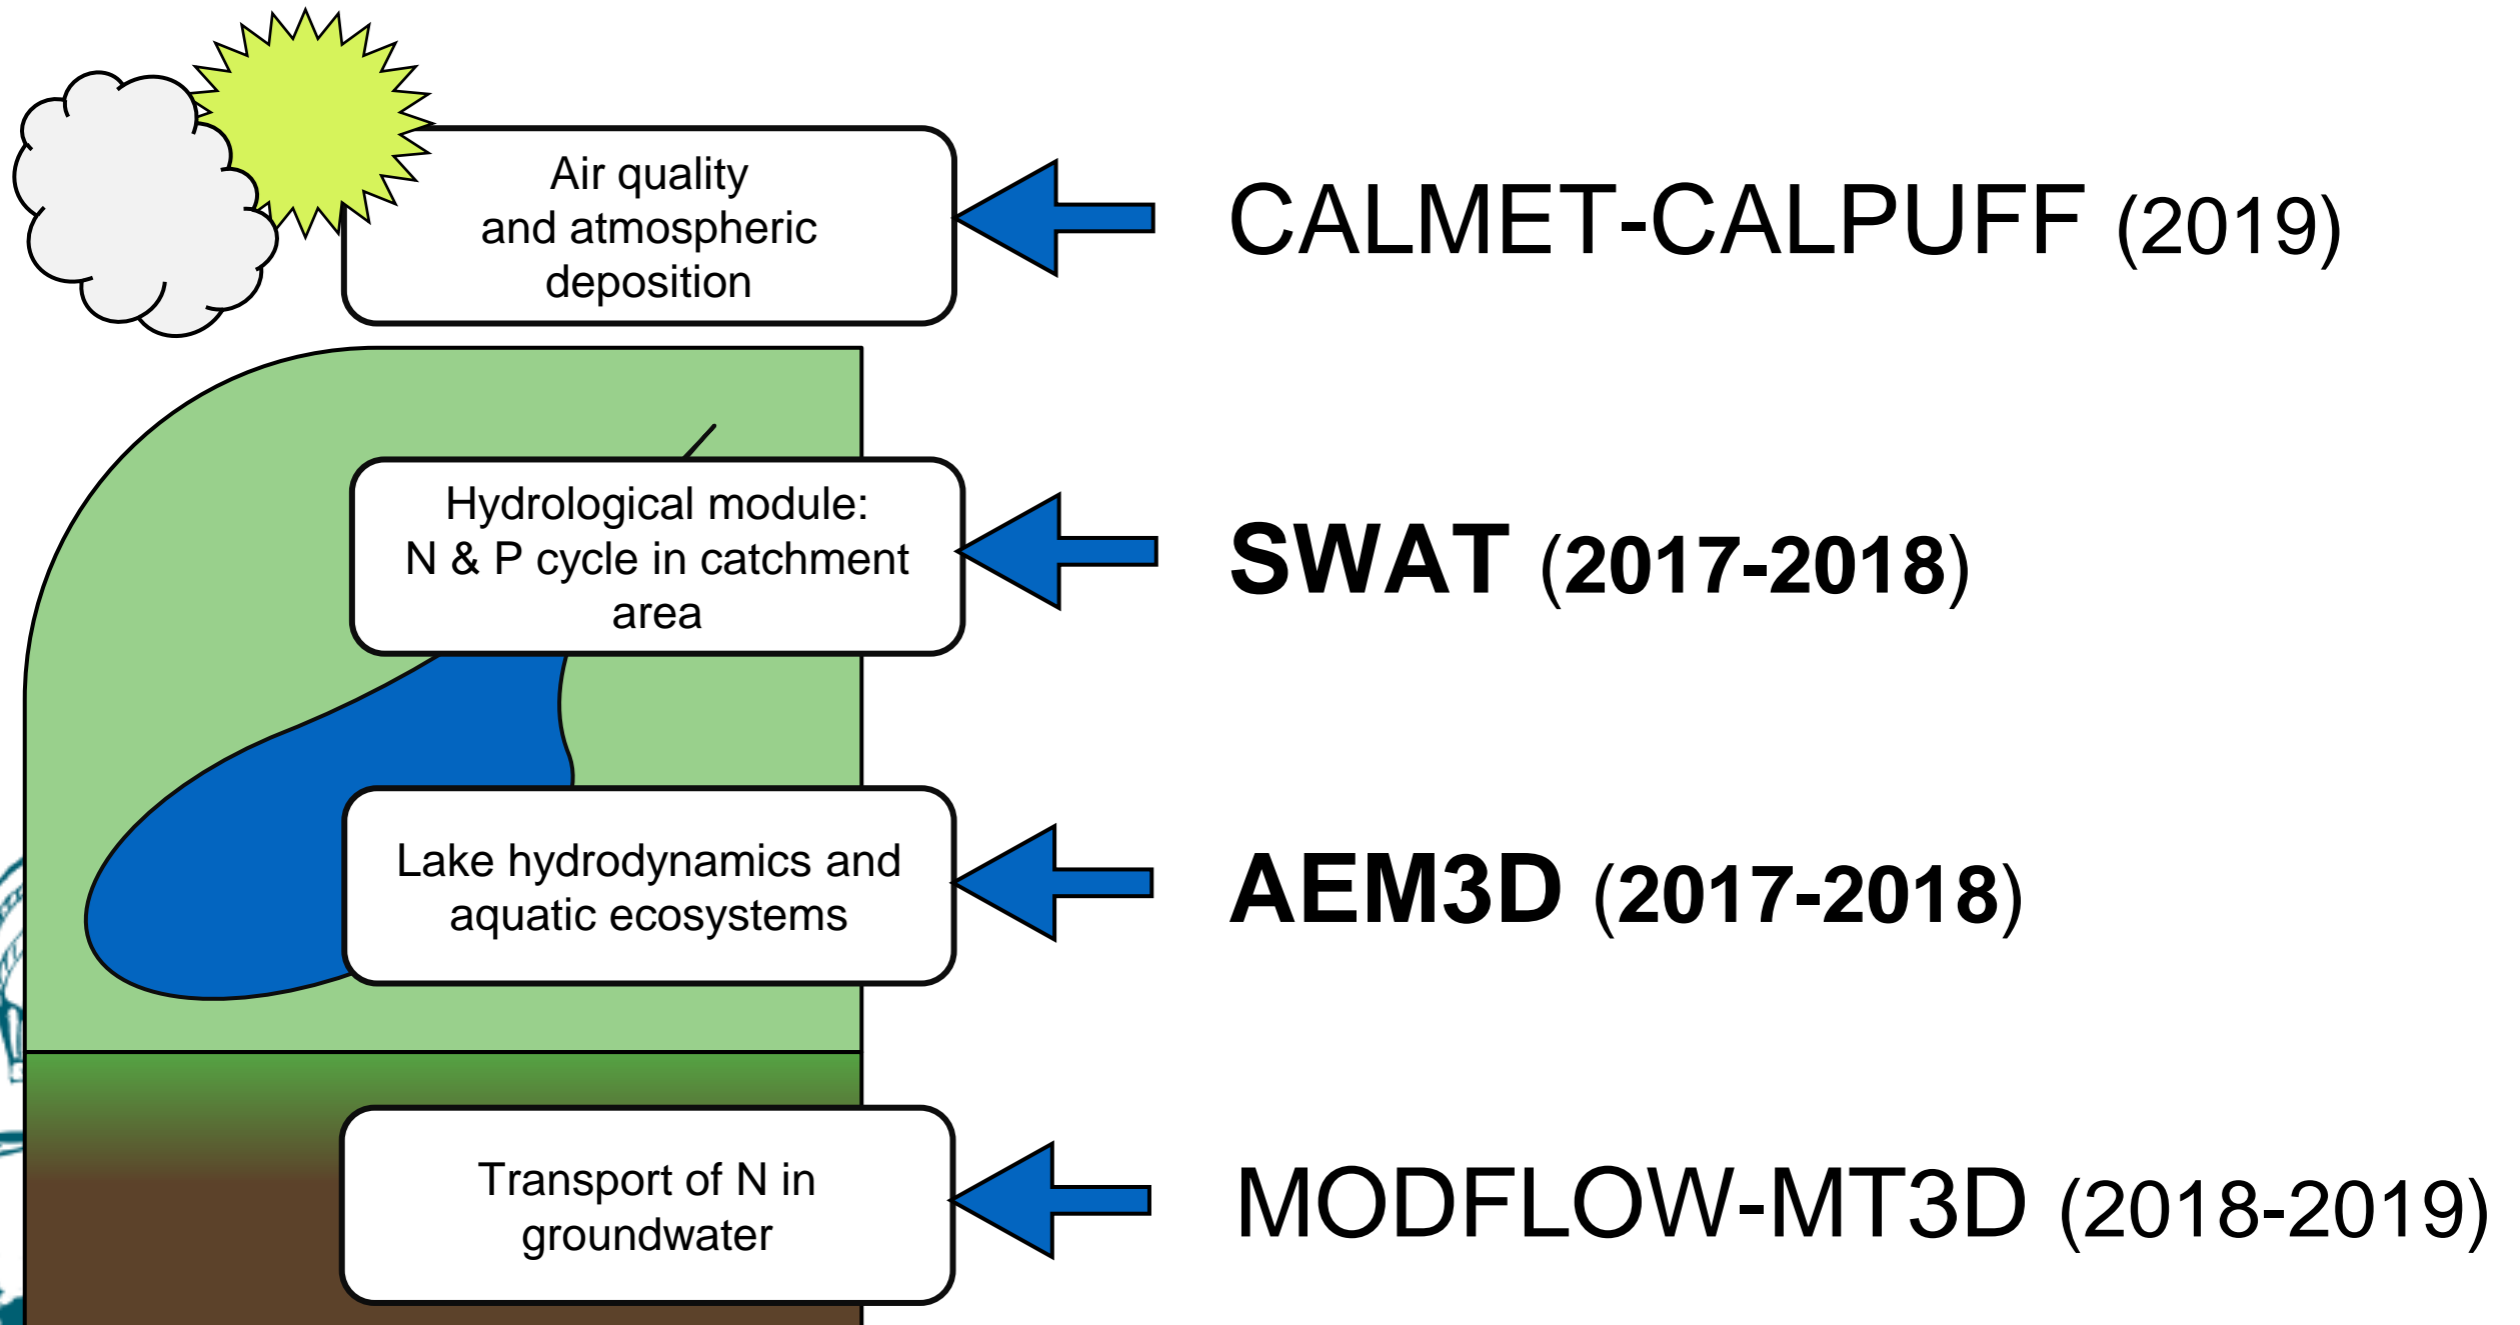 Air quality
and atmospheric
deposition
CALMET-CALPUFF (2019)
Hydrological module:
N & P cycle in catchment
area
SWAT (2017-2018)
Lake hydrodynamics and
aquatic ecosystems
AEM3D (2017-2018)
Transport of N in
groundwater
MODFLOW-MT3D (2018-2019)